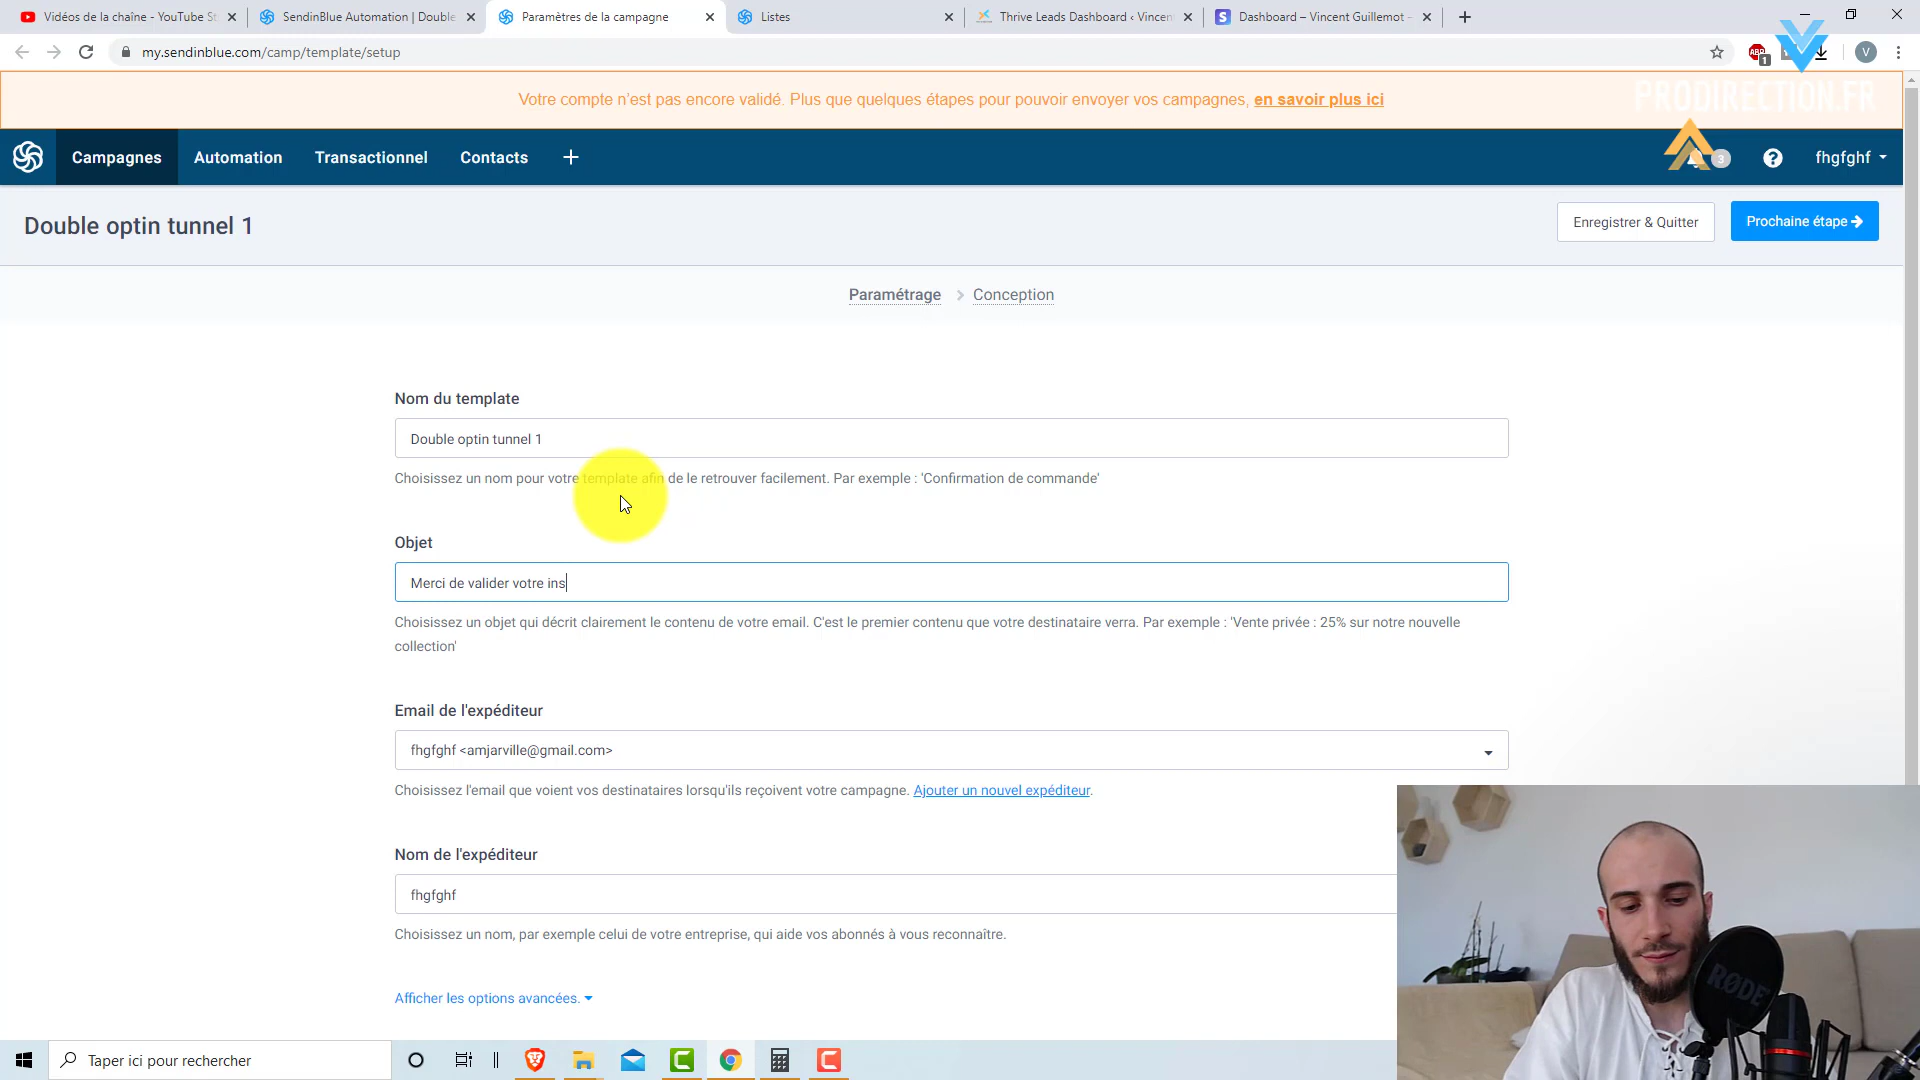 Vidéos de la chaîne - YouTube St
SendinBlue Automation | Double
Paramètres de la campagne
Listes
Thrive Leads Dashboard ‹ Vincen
Dashboard – Vincent Guillemot -
my.sendinblue.com/camp/template/setup
ABP
1
V
Votre compte n'est pas encore validé. Plus que quelques étapes pour pouvoir envoyer vos campagnes, en savoir plus ici
PRODIRECTION.FR
Campagnes
Automation
Transactionnel
Contacts
3
fhgfghf
Double optin tunnel 1
Enregistrer & Quitter
Prochaine étape
Paramétrage
Conception
Nom du template
Double optin tunnel 1
Choisissez un nom pour votre template afin de le retrouver facilement. Par exemple : 'Confirmation de commande'
Objet
Merci de valider votre ins
Choisissez un objet qui décrit clairement le contenu de votre email. C'est le premier contenu que votre destinataire verra. Par exemple : 'Vente privée : 25% sur notre nouvelle
collection'
Email de l'expéditeur
fhgfghf <amjarville@gmail.com>
Choisissez l'email que voient vos destinataires lorsqu'ils reçoivent votre campagne. Ajouter un nouvel expéditeur.
Nom de l'expéditeur
fhgfghf
Choisissez un nom, par exemple celui de votre entreprise, qui aide vos abonnés à vous reconnaître.
Afficher les options avancées.
RØDE
Taper ici pour rechercher